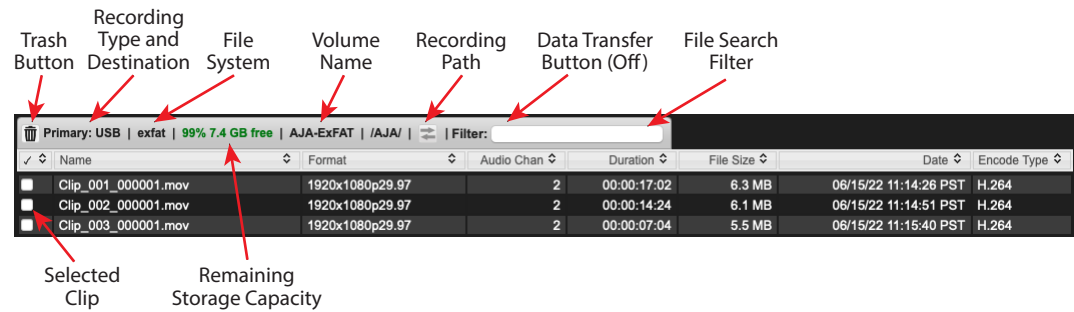 Trash Button
Recording Type and Destination
File System
Volume Name
Recording Path
Data Transfer Button (Off)
File Search Filter
Primary: USB | exfat | 99% 7.4 GB free | AJA-ExFAT | /AJA/ | | Filter:
✓ Name Format Audio Chan Duration File Size Date Encode Type
Clip_001_000001.mov 1920x1080p29.97 2 00:00:17:02 6.3 MB 06/15/22 11:14:26 PST H.264
Clip_002_000001.mov 1920x1080p29.97 2 00:00:14:24 6.1 MB 06/15/22 11:14:51 PST H.264
Clip_003_000001.mov 1920x1080p29.97 2 00:00:07:04 5.5 MB 06/15/22 11:15:40 PST H.264
Selected Clip
Remaining Storage Capacity